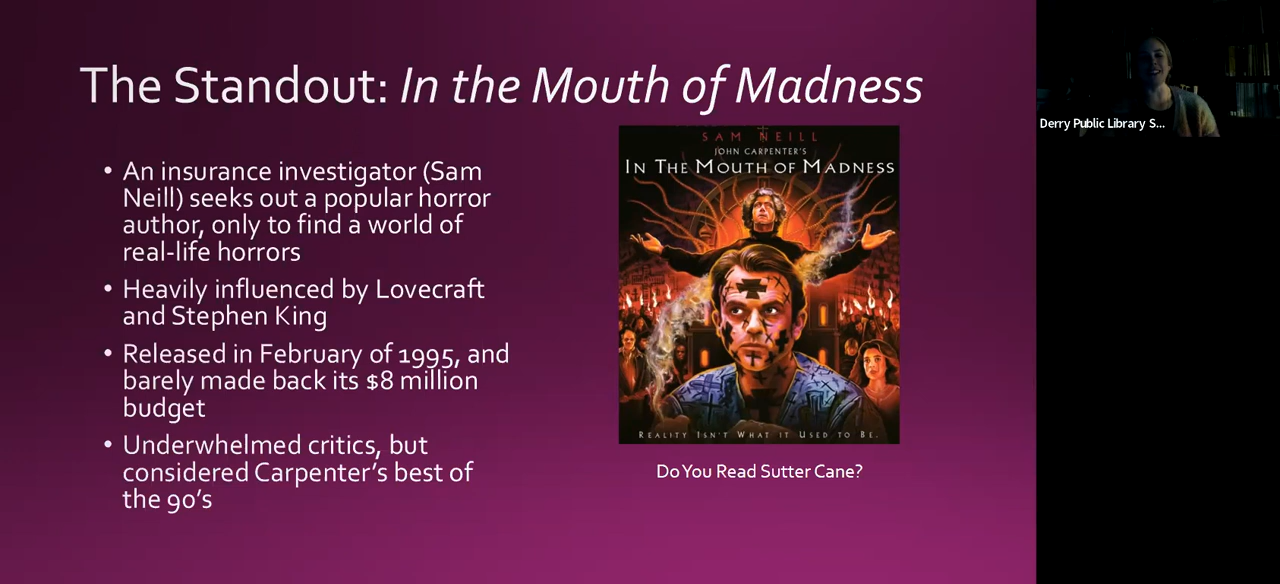 The Standout: In the Mouth of Madness
• An insurance investigator (Sam
Neill) seeks out a popular horror
author, only to find a world of
real-life horrors
• Heavily influenced by Lovecraft
and Stephen King
• Released in February of 1995, and
barely made back its $8 million
budget
• Underwhelmed critics, but
considered Carpenter’s best of
the 90’s
SAM NEILL
JOHN CARPENTER'S
IN THE MOUTH OF MADNESS
REALITY ISN'T WHAT IT USED TO BE.
Do You Read Sutter Cane?
Derry Public Library S...